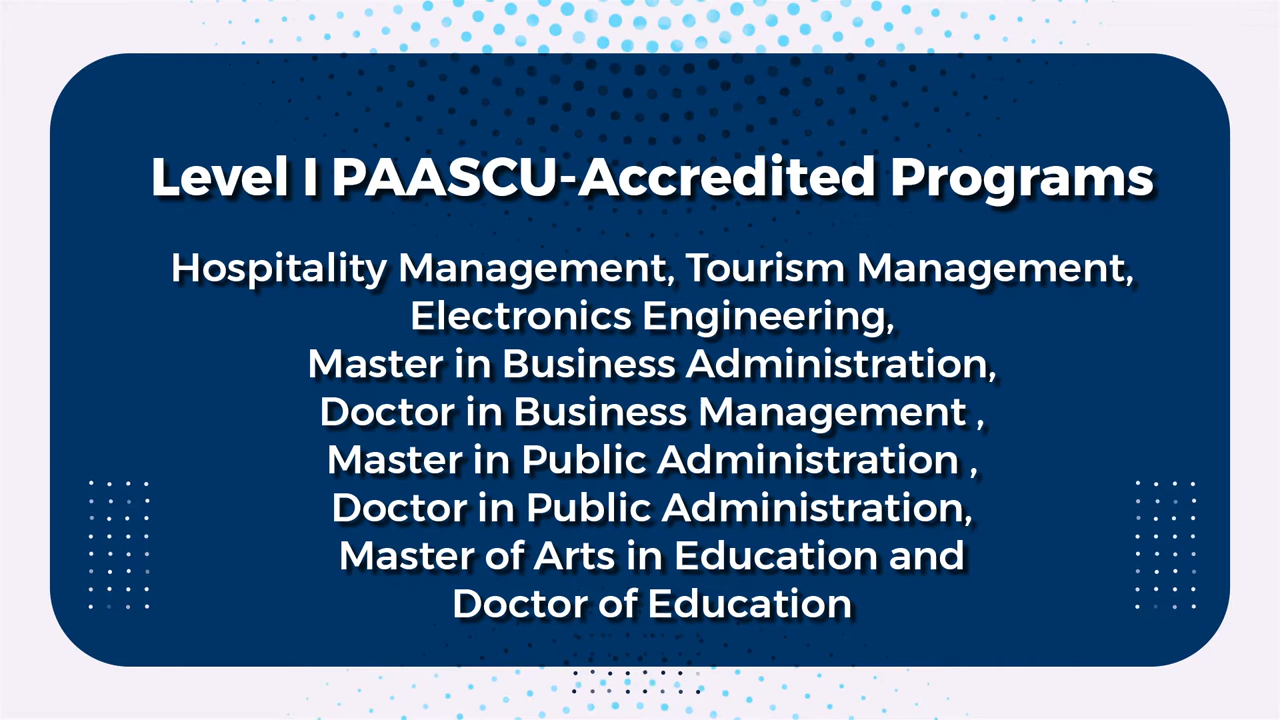 Level I PAASCU-Accredited Programs
Hospitality Management, Tourism Management,
Electronics Engineering,
Master in Business Administration,
Doctor in Business Management ,
Master in Public Administration ,
Doctor in Public Administration,
Master of Arts in Education and
Doctor of Education